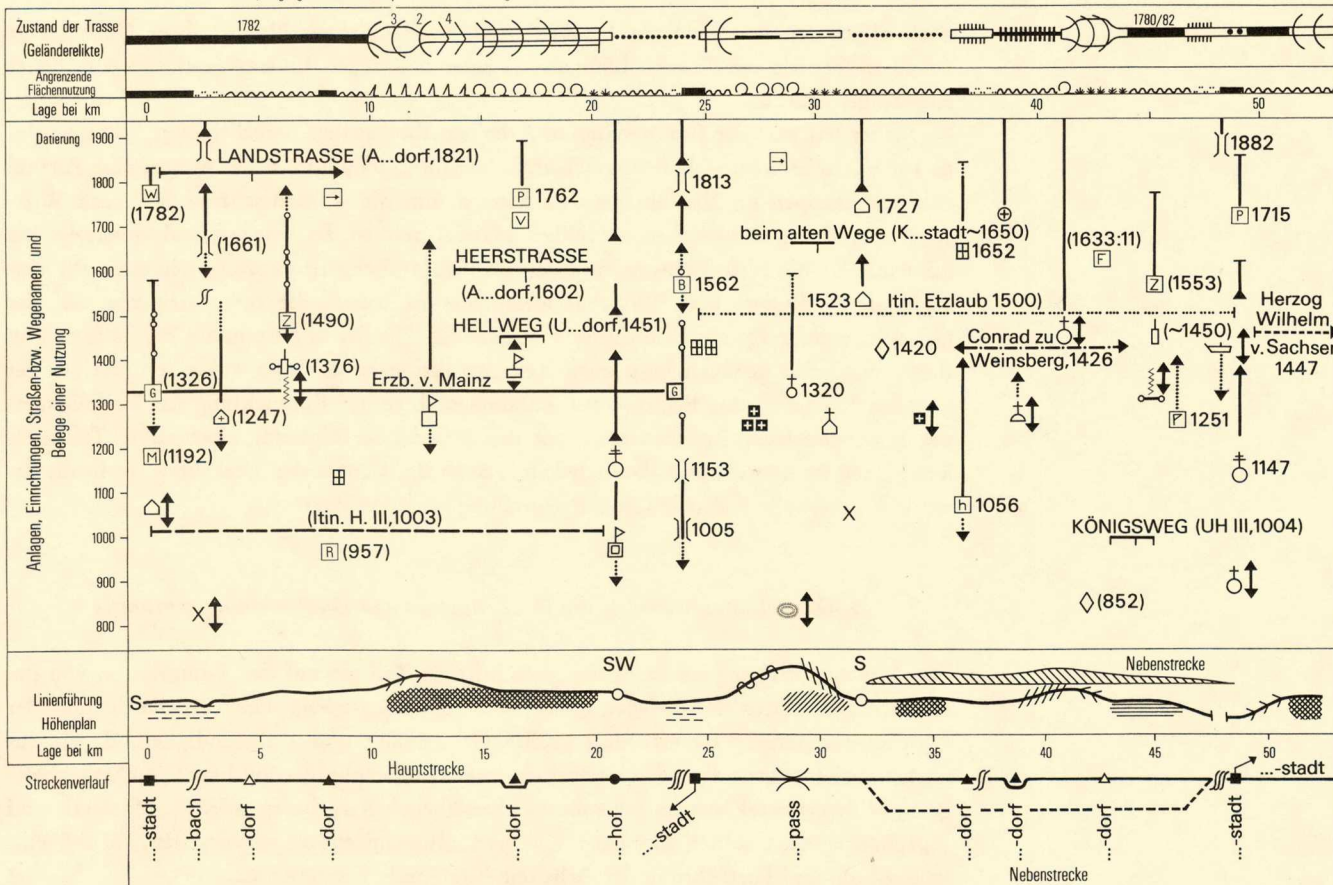 Zustand der Trasse
(Geländerelikte)
1782
3 2 4
1780/82
Angrenzende
Flächennutzung
Lage bei km
0 10 20 25 30 40 50
Datierung
Anlagen, Einrichtungen, Straßen-bzw. Wegenamen und
Belege einer Nutzung
1900
1800
1700
1600
1500
1400
1300
1200
1100
1000
900
800
LANDSTRASSE (A...dorf,1821)
W
(1782)
(1661)
P 1762
V
1813
1727
beim alten Wege (K...stadt~1650)
1652
1882
P 1715
(1633:11)
F
HEERSTRASSE
(A...dorf,1602)
B 1562
1523
Itin. Etzlaub 1500)
Z (1553)
Z (1490)
HELLWEG (U...dorf,1451)
1420
Conrad zu
Weinsberg,1426
(~1450)
Herzog
Wilhelm
v. Sachsen
1447
(1376)
G
(1326)
Erzb. v. Mainz
G
1320
(1247)
1251
M
(1192)
1153
1147
(Itin. H. III,1003)
1005
h 1056
KÖNIGSWEG (UH III,1004)
R (957)
(852)
Linienführung
Höhenplan
S
SW
S
Nebenstrecke
Lage bei km
0 5 10 15 20 25 30 35 40 45 50
Streckenverlauf
Hauptstrecke
...-stadt
...-stadt
...-bach
...-dorf
...-dorf
...-dorf
...-hof
...-stadt
...-pass
...-dorf
...-dorf
...-dorf
...-stadt
Nebenstrecke